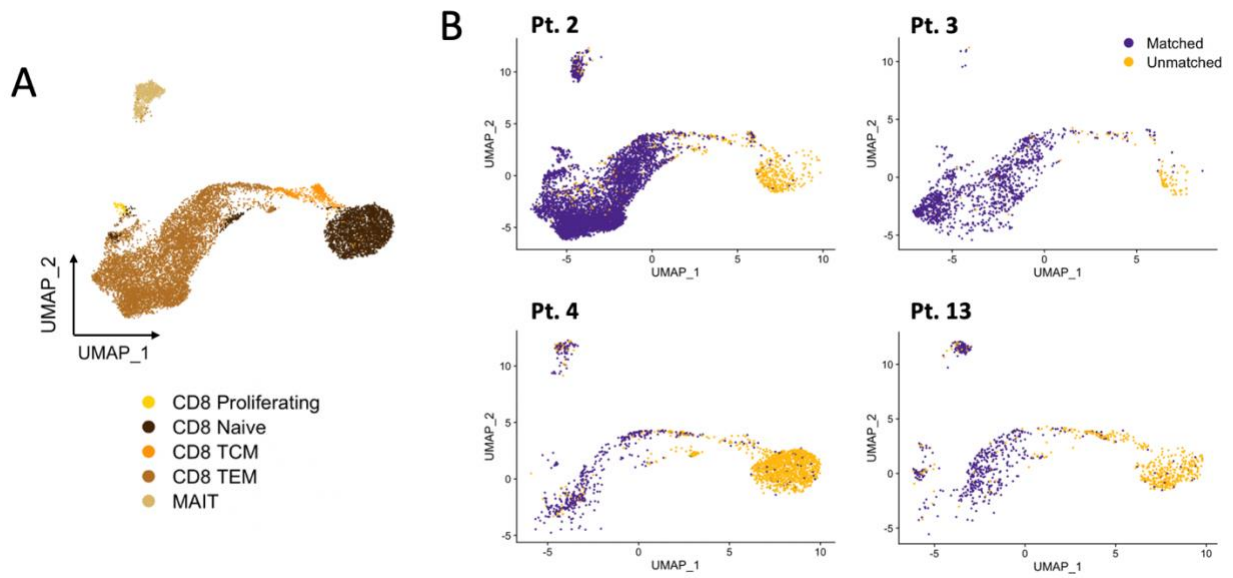 A
UMAP_2
UMAP_1
CD8 Proliferating
CD8 Naive
CD8 TCM
CD8 TEM
MAIT
B
Pt. 2
UMAP_2
10
5
0
-5
-5
0
5
10
UMAP_1
Pt. 3
Matched
Unmatched
UMAP_2
10
5
0
-5
-5
0
5
UMAP_1
Pt. 4
UMAP_2
10
5
0
-5
-5
0
5
10
UMAP_1
Pt. 13
UMAP_2
10
5
0
-5
-5
0
5
10
UMAP_1